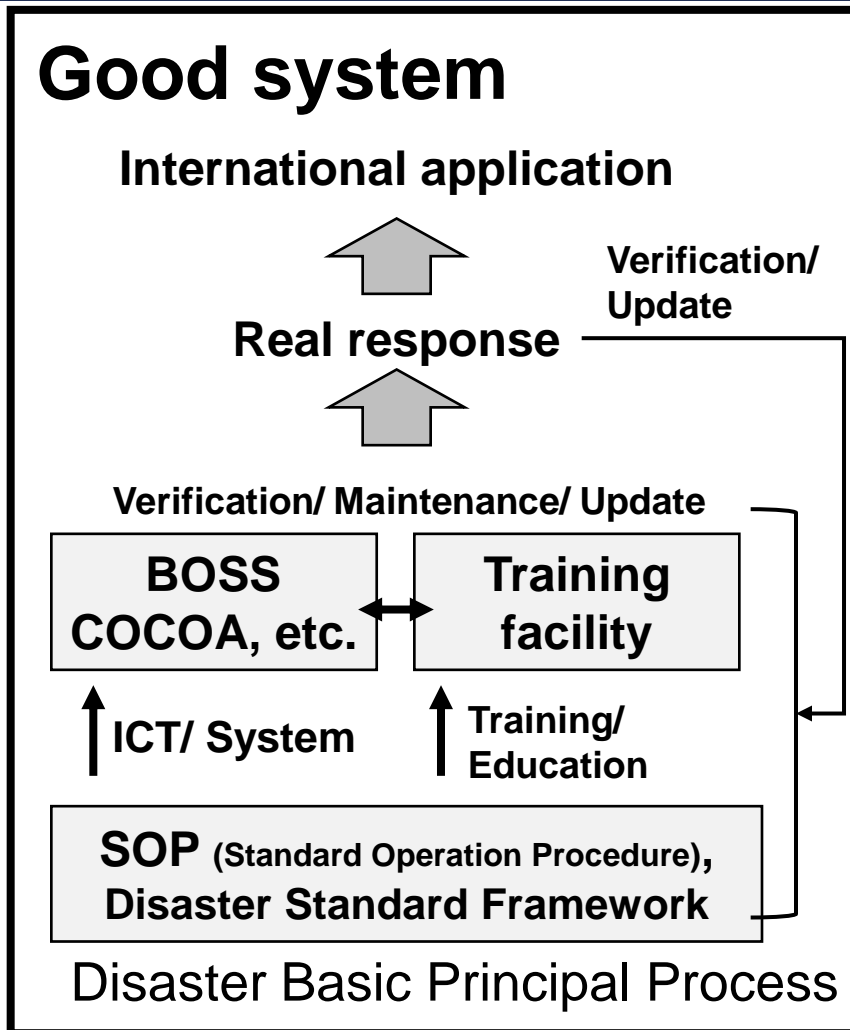 Good system
International application
Verification/
Update
Real response
Verification/ Maintenance/ Update
BOSS
COCOA, etc.
Training
facility
ICT/ System
Training/
Education
SOP (Standard Operation Procedure),
Disaster Standard Framework
Disaster Basic Principal Process